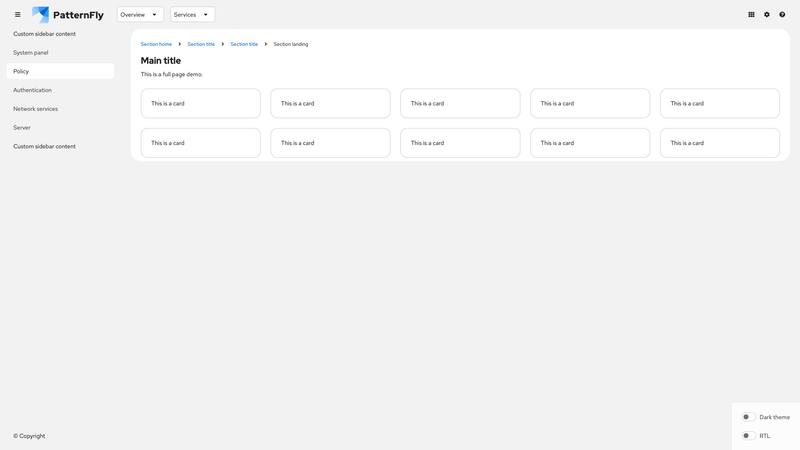 PatternFly
Overview
Services
Custom sidebar content
System panel
Policy
Authentication
Network services
Server
Custom sidebar content
© Copyright
Section home
Section title
Section title
Section landing
Main title
This is a full page demo.
This is a card
This is a card
This is a card
This is a card
This is a card
This is a card
This is a card
This is a card
This is a card
This is a card
Dark theme
RTL